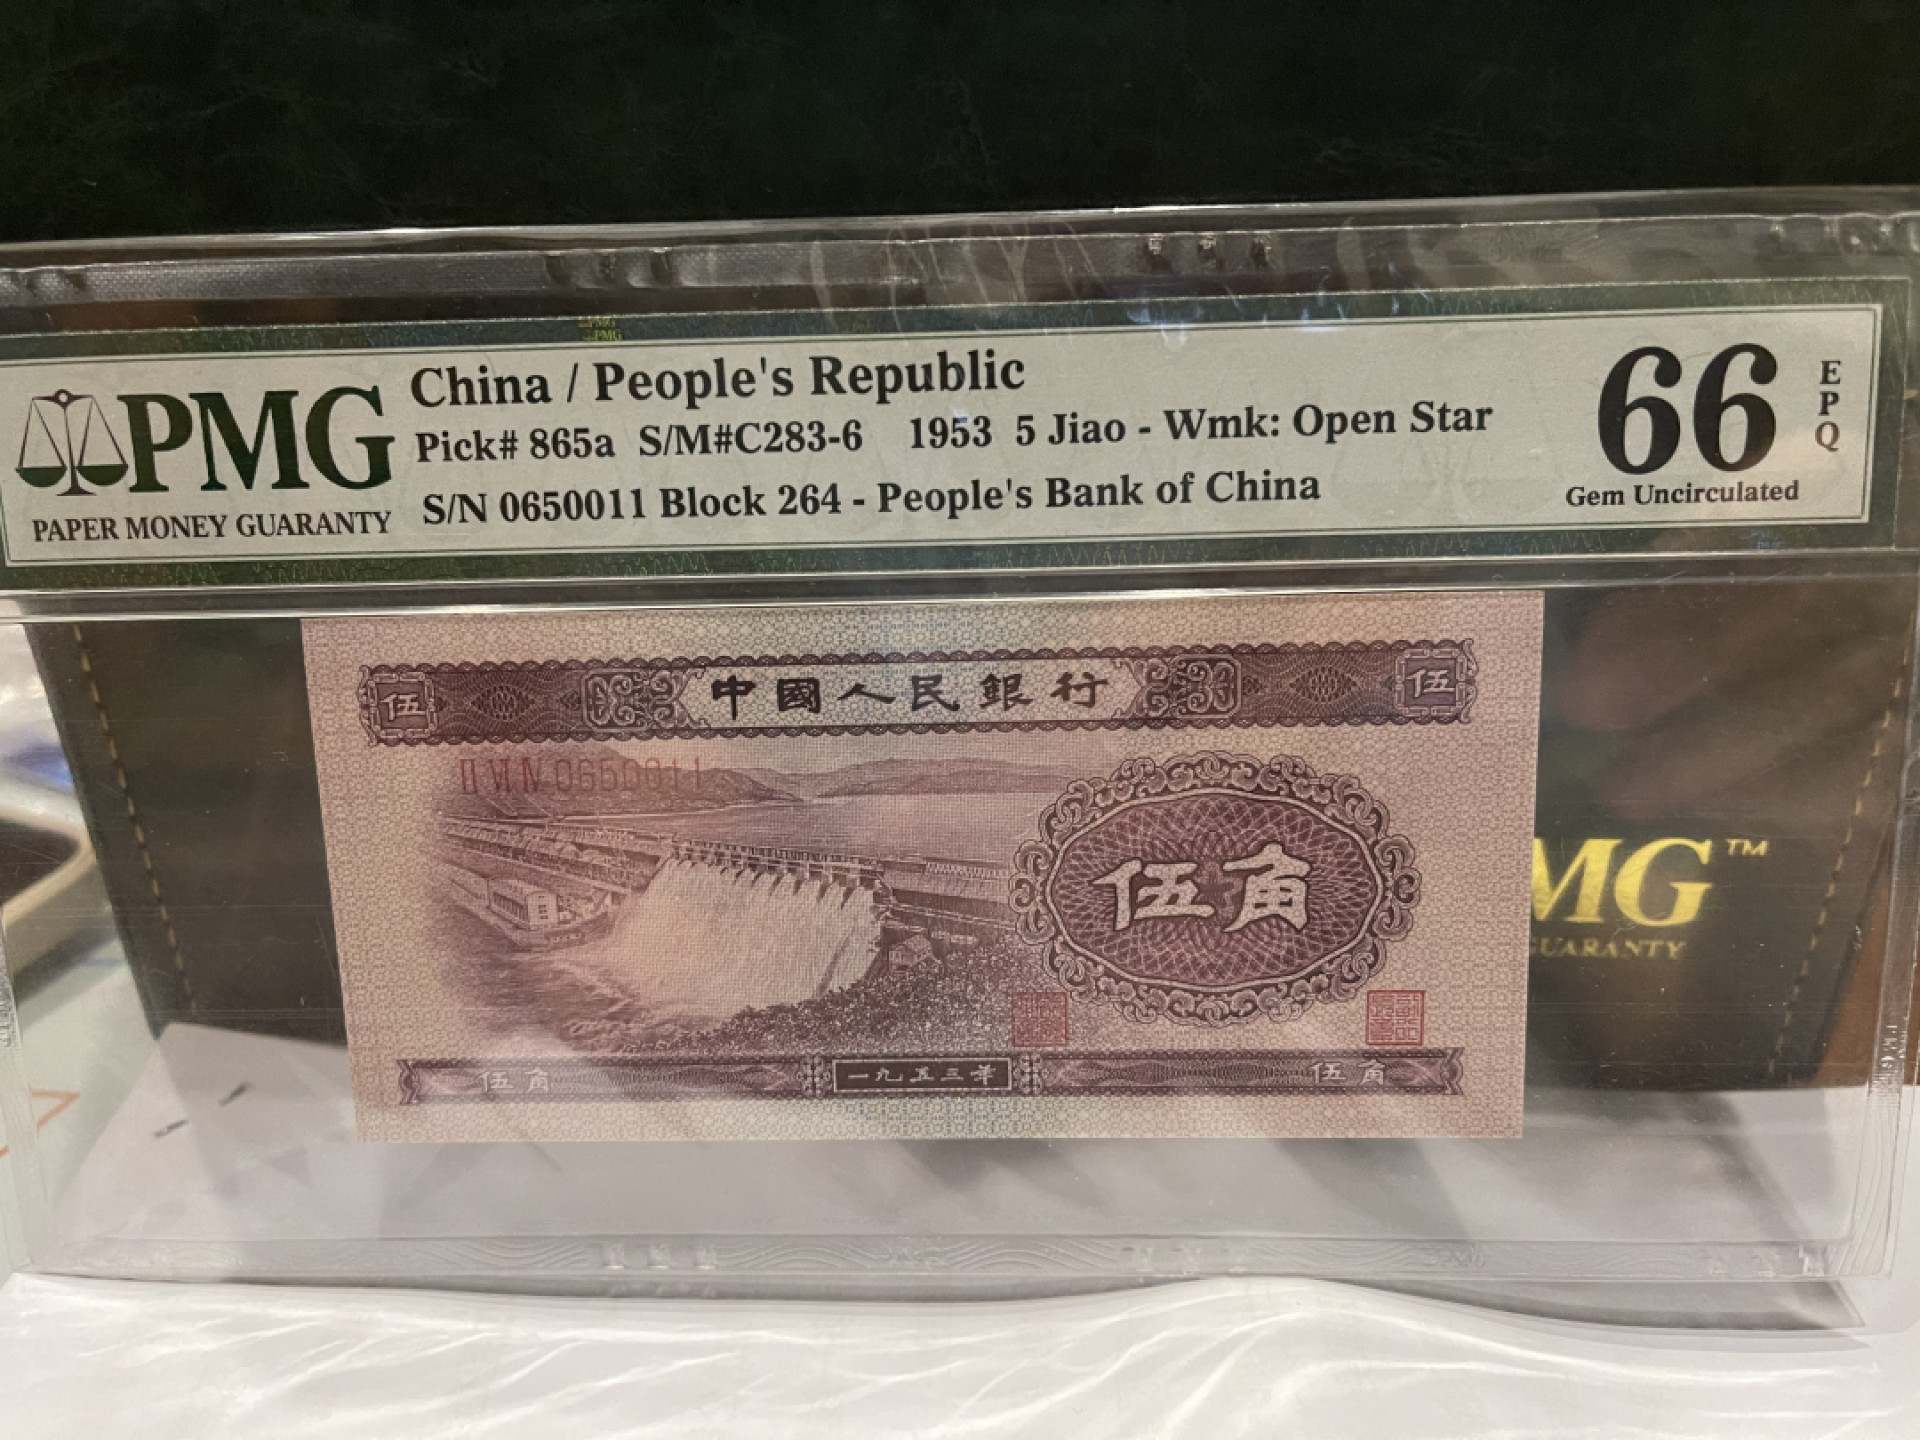 PMG
PAPER MONEY GUARANTY
China / People's Republic
Pick# 865a S/M#C283-6 1953 5 Jiao - Wmk: Open Star
S/N 0650011 Block 264 - People's Bank of China
66
EPQ
Gem Uncirculated
伍 中國人民銀行 伍
II VI IV 0650011
伍角
伍角 一九五三年 伍角
MG™
GUARANTY